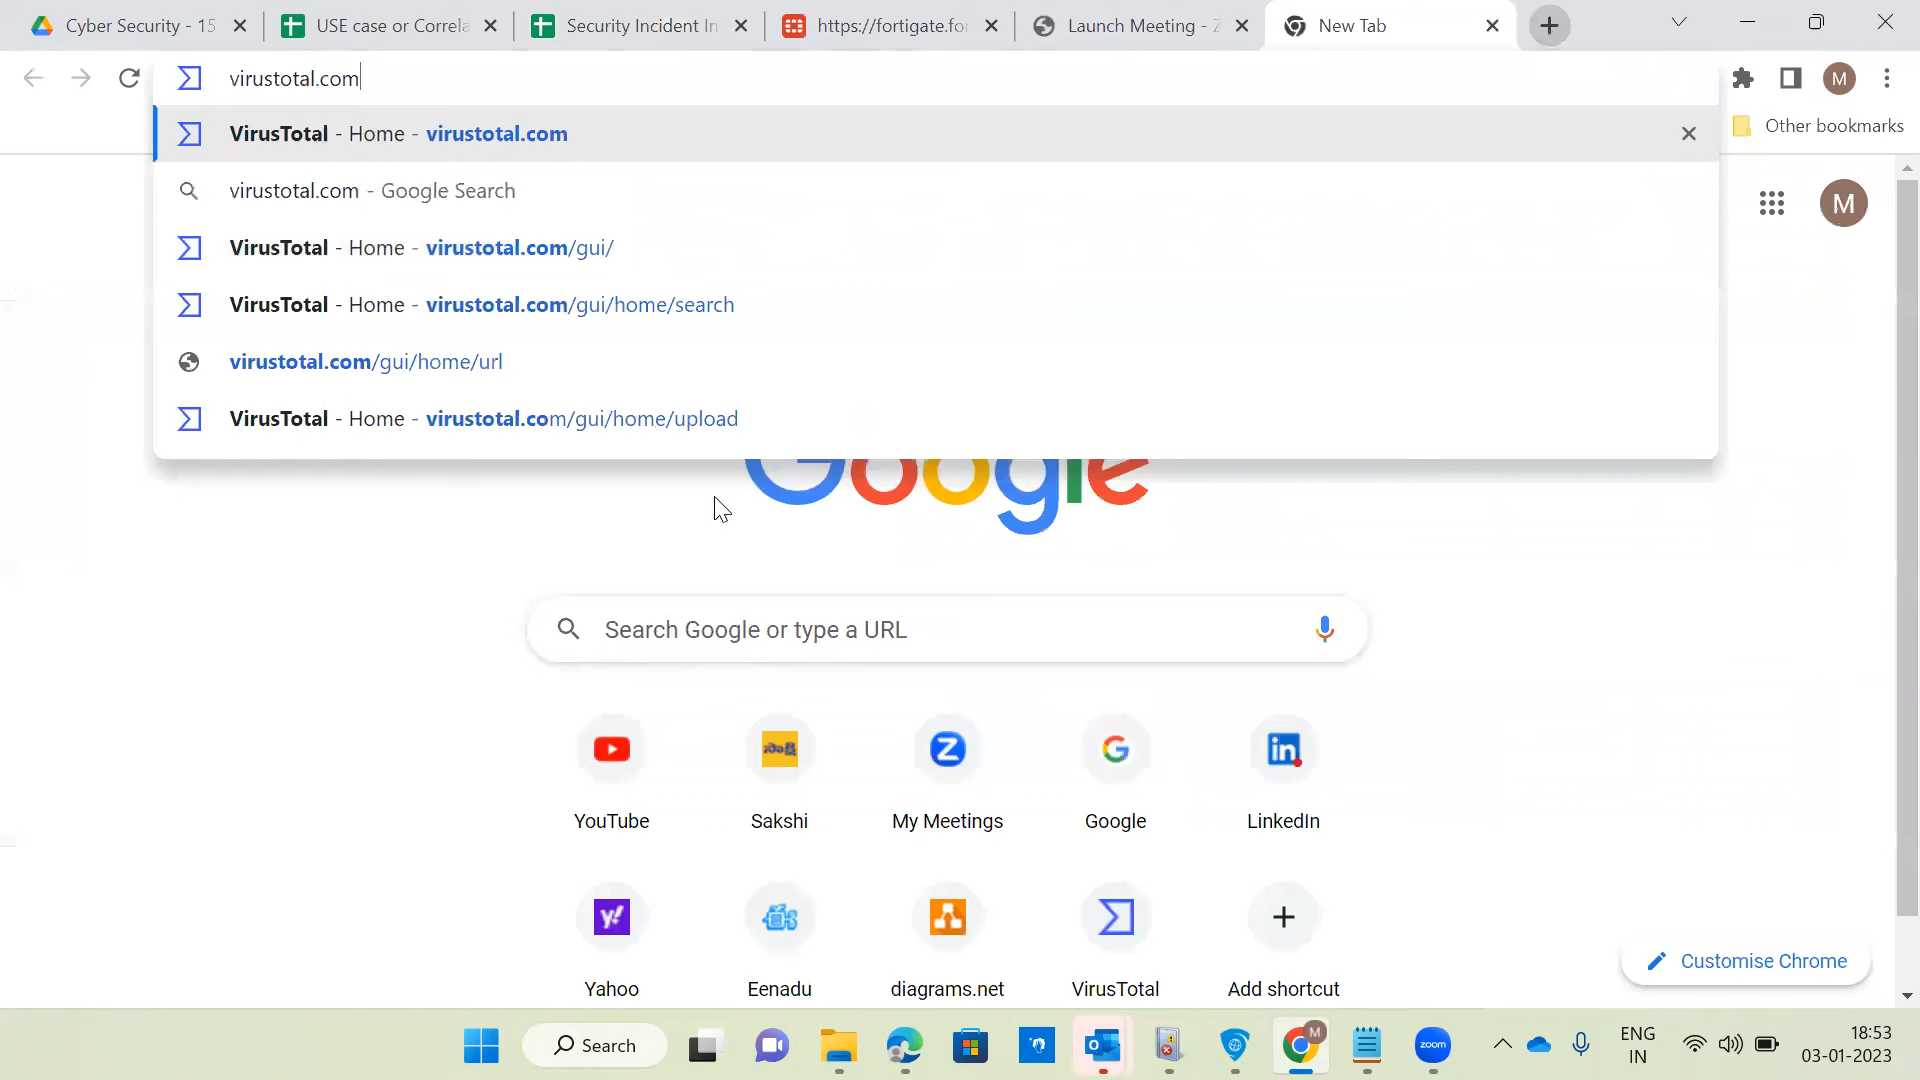 Cyber Security - 15
USE case or Correla
Security Incident In
https://fortigate.for
Launch Meeting - Z
New Tab
virustotal.com
M
VirusTotal - Home - virustotal.com
Other bookmarks
virustotal.com - Google Search
M
VirusTotal - Home - virustotal.com/gui/
VirusTotal - Home - virustotal.com/gui/home/search
virustotal.com/gui/home/url
VirusTotal - Home - virustotal.com/gui/home/upload
Google
Search Google or type a URL
సాక్షి
Z
G
in
YouTube
Sakshi
My Meetings
Google
LinkedIn
y!
Yahoo
Eenadu
diagrams.net
VirusTotal
Add shortcut
Customise Chrome
Search
M
zoom
ENG
IN
18:53
03-01-2023